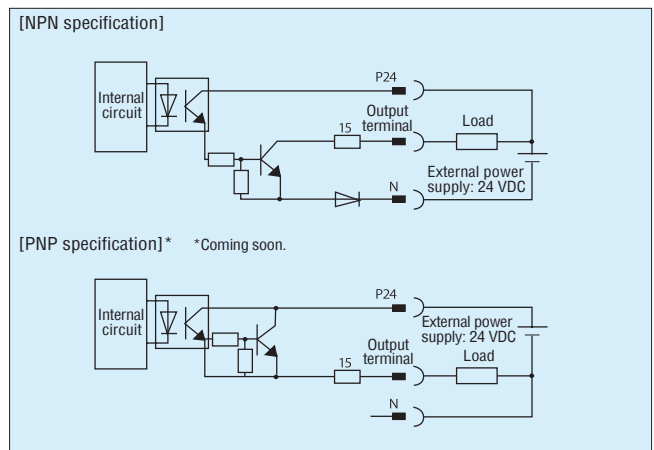 [NPN specification]
P24
Internal
circuit
Output
terminal
15
Load
N
External power
supply: 24 VDC
[PNP specification]* *Coming soon.
P24
Internal
circuit
External power
supply: 24 VDC
Output
terminal
15
Load
N